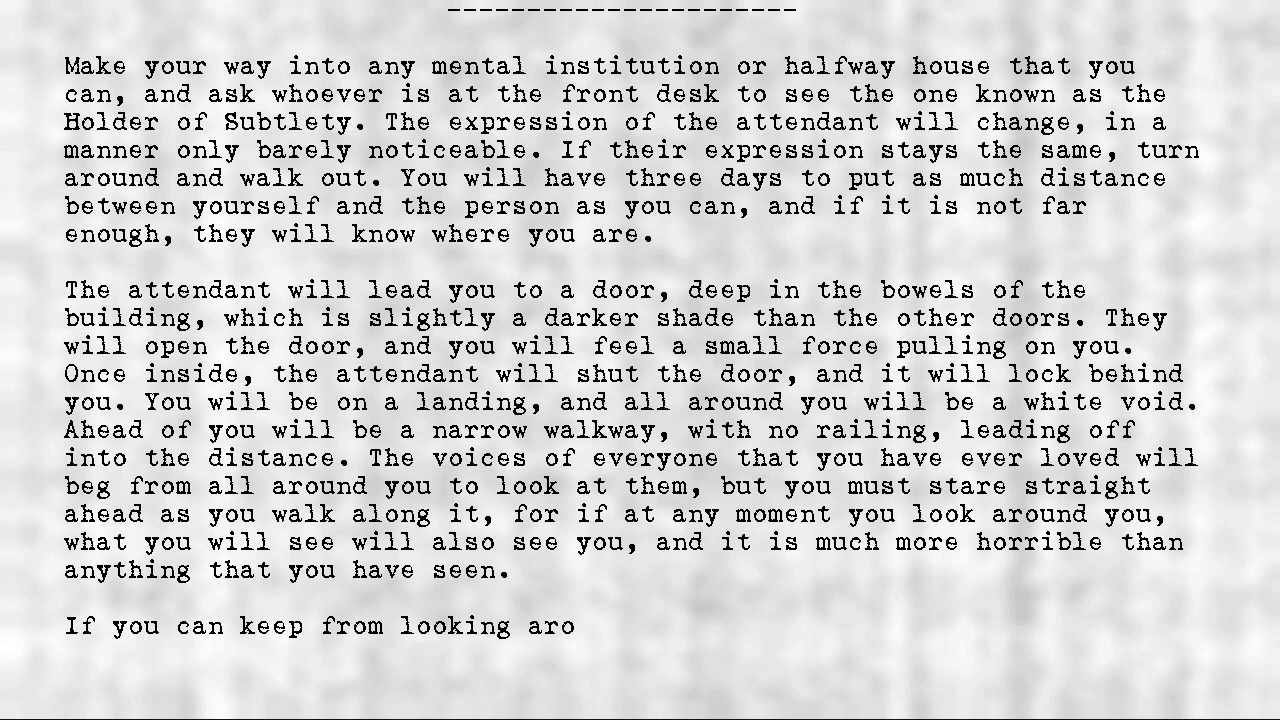 ----------------------
Make your way into any mental institution or halfway house that you
can, and ask whoever is at the front desk to see the one known as the
Holder of Subtlety. The expression of the attendant will change, in a
manner only barely noticeable. If their expression stays the same, turn
around and walk out. You will have three days to put as much distance
between yourself and the person as you can, and if it is not far
enough, they will know where you are.
The attendant will lead you to a door, deep in the bowels of the
building, which is slightly a darker shade than the other doors. They
will open the door, and you will feel a small force pulling on you.
Once inside, the attendant will shut the door, and it will lock behind
you. You will be on a landing, and all around you will be a white void.
Ahead of you will be a narrow walkway, with no railing, leading off
into the distance. The voices of everyone that you have ever loved will
beg from all around you to look at them, but you must stare straight
ahead as you walk along it, for if at any moment you look around you,
what you will see will also see you, and it is much more horrible than
anything that you have seen.
If you can keep from looking aro